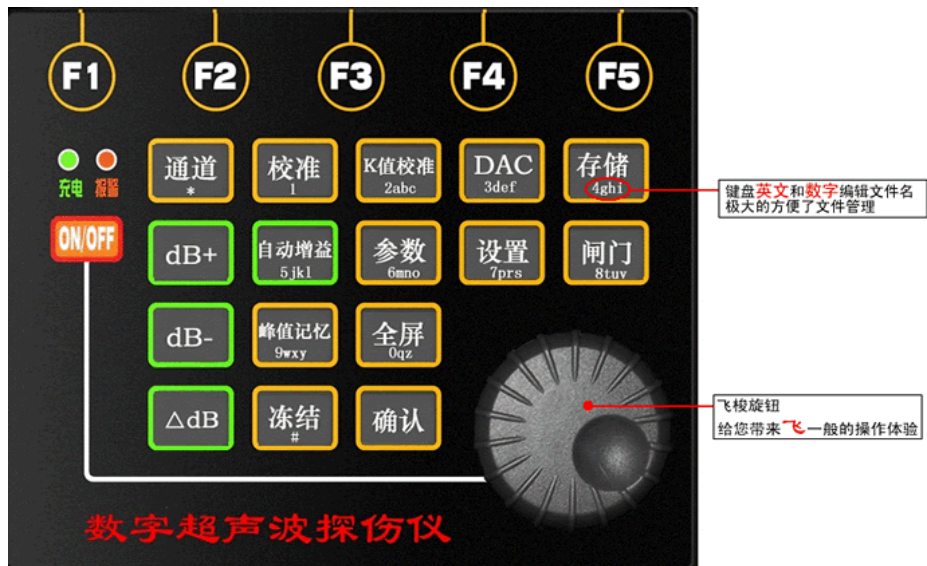 F1 F2 F3 F4 F5
充电 报警
通道 校准 K值校准 DAC 存储
* 1 2abc 3def 4ghi
键盘英文和数字编辑文件名
极大的方便了文件管理
ON/OFF
dB+ 自动增益 参数 设置 闸门
5jkl 6mno 7prs 8tuv
dB- 峰值记忆 全屏
9wxy 0qz
△dB 冻结 确认
#
飞梭旋钮
给您带来飞一般的操作体验
数字超声波探伤仪